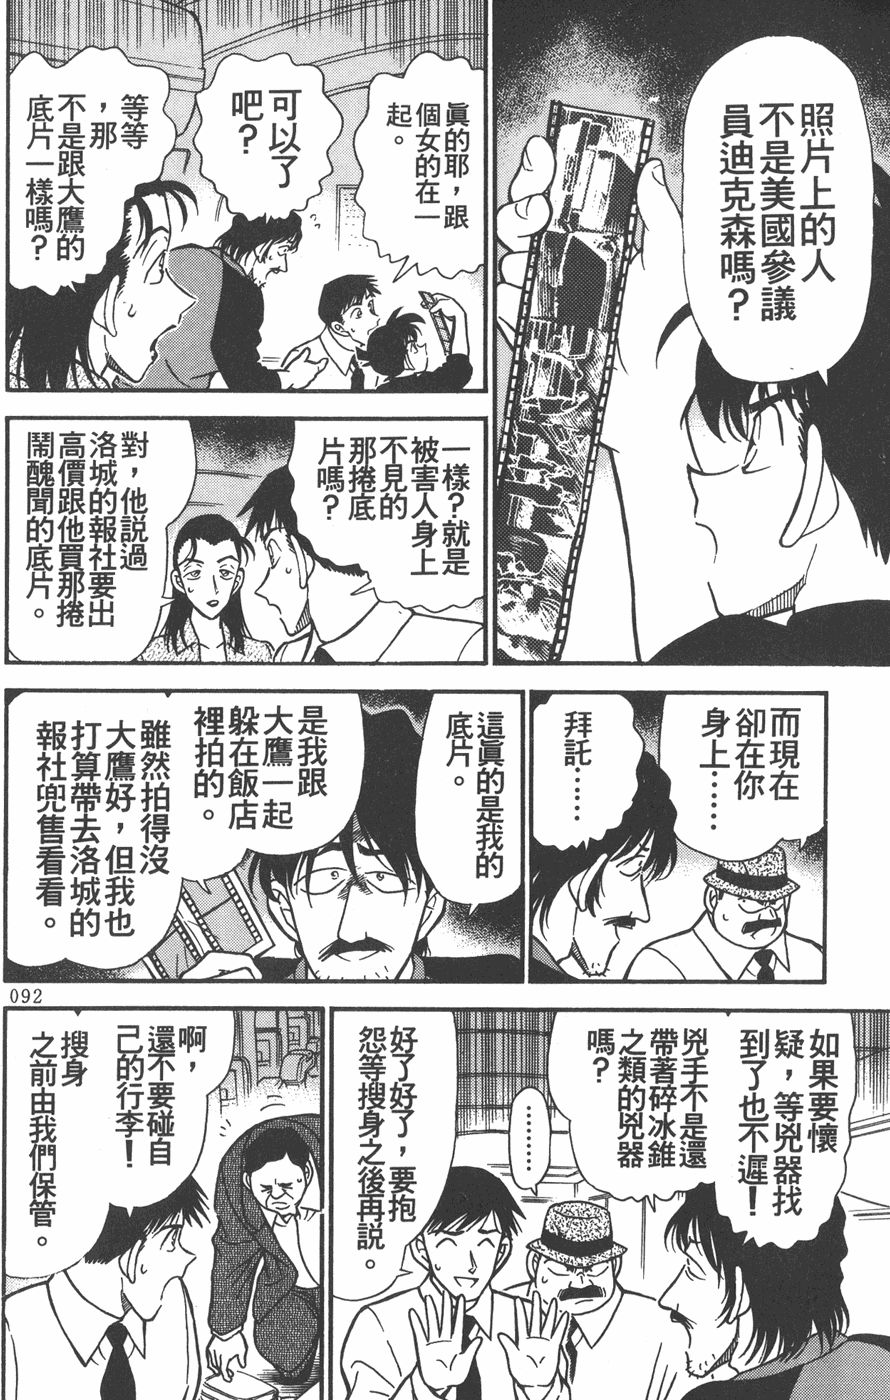 照片上的人
不是美國參議
員迪克森嗎？
眞的耶，跟
個女的在一
起。
可以了
吧？
等等
，那
不是跟大鷹的
底片一樣嗎？
一樣？就是
被害人身上
不見的
那捲底
片嗎？
對，他説過
洛城的報社要出
高價跟他買那捲
鬧醜聞的底片。
而現在
卻在你
身上……
拜託……
這眞的是我的
底片。
是我跟
大鷹一起
躲在飯店
裡拍的。
雖然拍得沒
大鷹好，但我也
打算帶去洛城的
報社兜售看看。
092
如果要懷
疑，等兇器找
到了也不遲！
兇手不是還
帶著碎冰錐
之類的兇器
嗎？
………
好了好了，要抱
怨等搜身之後再説。
啊，
還不要碰自
己的行李！
搜身
之前由我們保管。